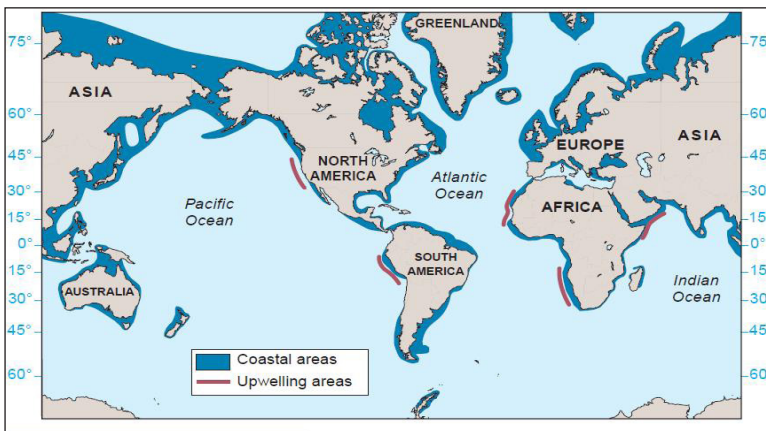 GREENLAND
75°
75°
ASIA
60°
60°
EUROPE
ASIA
45°
45°
NORTH
AMERICA
Atlantic
Ocean
30°
30°
Pacific
Ocean
AFRICA
15°
15°
0°
0°
SOUTH
AMERICA
15°
15°
Indian
Ocean
AUSTRALIA
30°
30°
45°
45°
Coastal areas
60°
60°
Upwelling areas